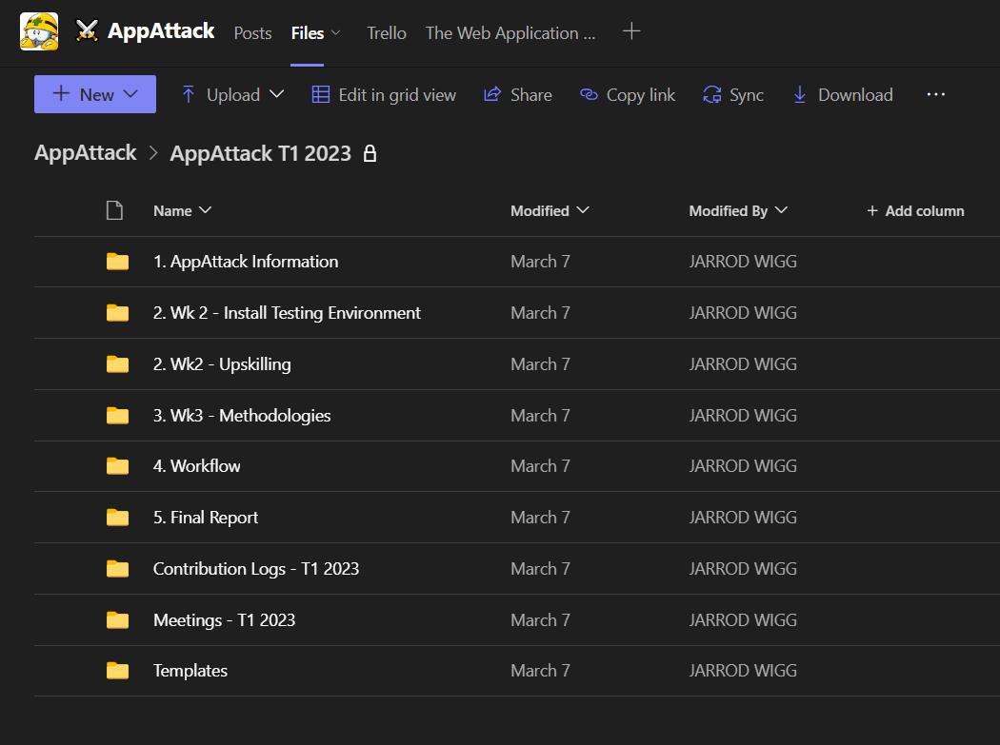 AppAttack Posts Files Trello The Web Application ...
New Upload Edit in grid view Share Copy link Sync Download ...
AppAttack > AppAttack T1 2023
Name Modified Modified By + Add column
1. AppAttack Information March 7 JARROD WIGG
2. Wk 2 - Install Testing Environment March 7 JARROD WIGG
2. Wk2 - Upskilling March 7 JARROD WIGG
3. Wk3 - Methodologies March 7 JARROD WIGG
4. Workflow March 7 JARROD WIGG
5. Final Report March 7 JARROD WIGG
Contribution Logs - T1 2023 March 7 JARROD WIGG
Meetings - T1 2023 March 7 JARROD WIGG
Templates March 7 JARROD WIGG